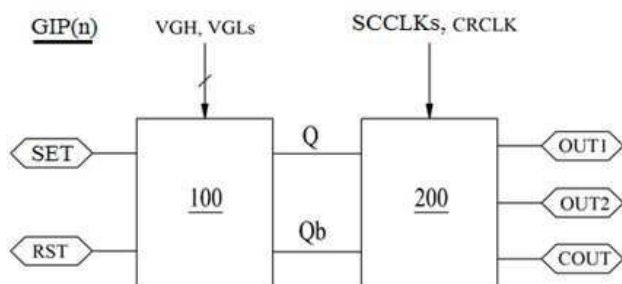 GIP(n)
VGH, VGLs
SCCLKs, CRCLK
SET
RST
100
Q
Qb
200
OUT1
OUT2
COUT